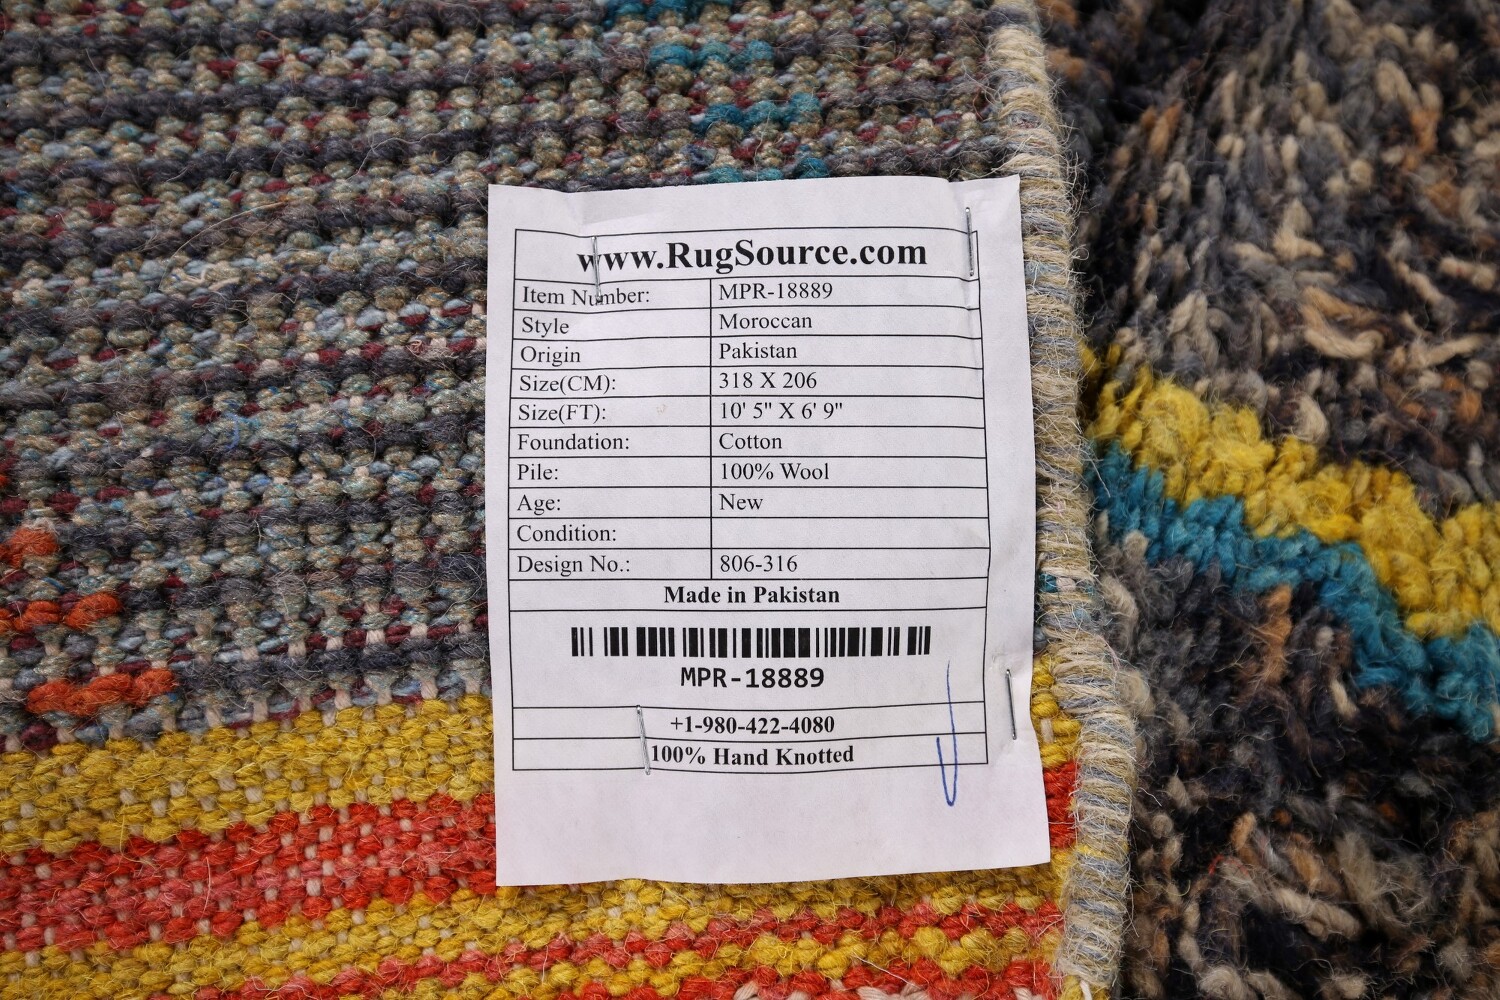 www.RugSource.com
Item Number: MPR-18889
Style Moroccan
Origin Pakistan
Size(CM): 318 X 206
Size(FT): 10' 5" X 6' 9"
Foundation: Cotton
Pile: 100% Wool
Age: New
Condition:
Design No.: 806-316
Made in Pakistan
MPR-18889
+1-980-422-4080
100% Hand Knotted